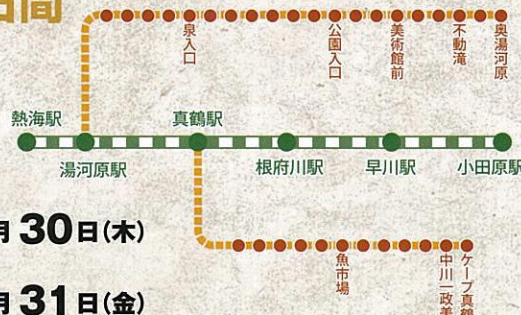 間
泉入口
公園入口
美術館前
不動滝
奥湯河原
熱海駅
真鶴駅
湯河原駅
根府川駅
早川駅
小田原駅
月30日(木)
魚市場
中川一政美
ケープ真鶴
月31日(金)